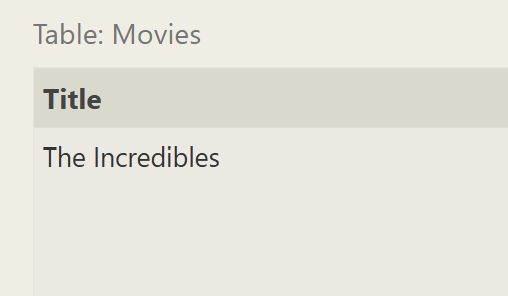 Table: Movies
Title
The Incredibles